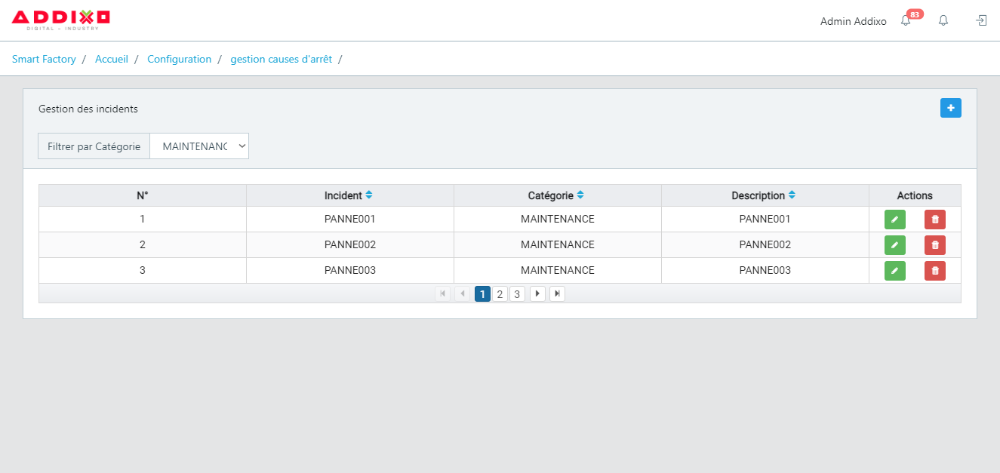 ADDIXO
DIGITAL - INDUSTRY
Admin Addixo
83
Smart Factory / Accueil / Configuration / gestion causes d'arrêt /
Gestion des incidents
+
Filtrer par Catégorie MAINTENANC
N° Incident Catégorie Description Actions
1 PANNE001 MAINTENANCE PANNE001
2 PANNE002 MAINTENANCE PANNE002
3 PANNE003 MAINTENANCE PANNE003
1 2 3